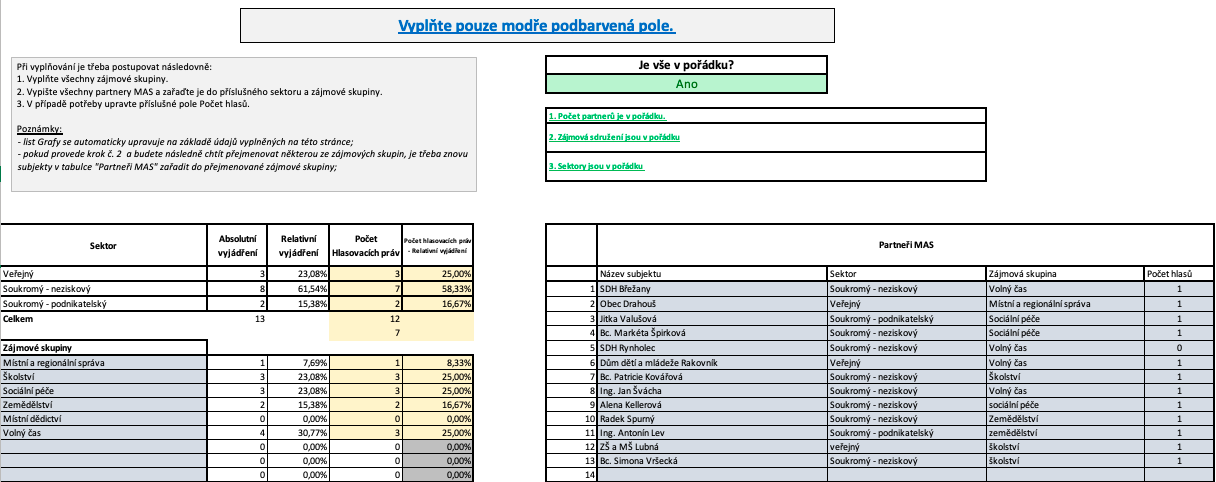 Vyplňte pouze modře podbarvená pole.
Při vyplňování je třeba postupovat následovně:
1. Vyplňte všechny zájmové skupiny.
2. Vypište všechny partnery MAS a zařaďte je do příslušného sektoru a zájmové skupiny.
3. V případě potřeby upravte příslušné pole Počet hlasů.
Poznámky:
- list Grafy se automaticky upravuje na základě údajů vyplněných na této stránce;
- pokud provede krok č. 2 a budete následně chtít přejmenovat některou ze zájmových skupin, je třeba znovu
subjekty v tabulce "Partneři MAS" zařadit do přejmenované zájmové skupiny;
Je vše v pořádku?
Ano
1. Počet partnerů je v pořádku.
2. Zájmová sdružení jsou v pořádku
3. Sektory jsou v pořádku
Sektor Absolutní vyjádření Relativní vyjádření Počet Hlasovacích práv Počet hlasovacích práv - Relativní vyjádření
Veřejný 3 23,08% 3 25,00%
Soukromý - neziskový 8 61,54% 7 58,33%
Soukromý - podnikatelský 2 15,38% 2 16,67%
Celkem 13 12
7
Zájmové skupiny
Místní a regionální správa 1 7,69% 1 8,33%
Školství 3 23,08% 3 25,00%
Sociální péče 3 23,08% 3 25,00%
Zemědělství 2 15,38% 2 16,67%
Místní dědictví 0 0,00% 0 0,00%
Volný čas 4 30,77% 3 25,00%
0 0,00% 0 0,00%
0 0,00% 0 0,00%
0 0,00% 0 0,00%
Partneři MAS
Název subjektu Sektor Zájmová skupina Počet hlasů
1 SDH Břežany Soukromý - neziskový Volný čas 1
2 Obec Drahouš Veřejný Místní a regionální správa 1
3 Jitka Valušová Soukromý - podnikatelský Sociální péče 1
4 Bc. Markéta Špirková Soukromý - neziskový Sociální péče 1
5 SDH Rynholec Soukromý - neziskový Volný čas 0
6 Dům dětí a mládeže Rakovník Veřejný Volný čas 1
7 Bc. Patricie Kovářová Soukromý - neziskový Školství 1
8 Ing. Jan Švácha Soukromý - neziskový Volný čas 1
9 Alena Kellerová Soukromý - neziskový sociální péče 1
10 Radek Spurný Soukromý - neziskový Zemědělství 1
11 Ing. Antonín Lev Soukromý - podnikatelský zemědělství 1
12 ZŠ a MŠ Lubná veřejný školství 1
13 Bc. Simona Vršecká Soukromý - neziskový školství 1
14